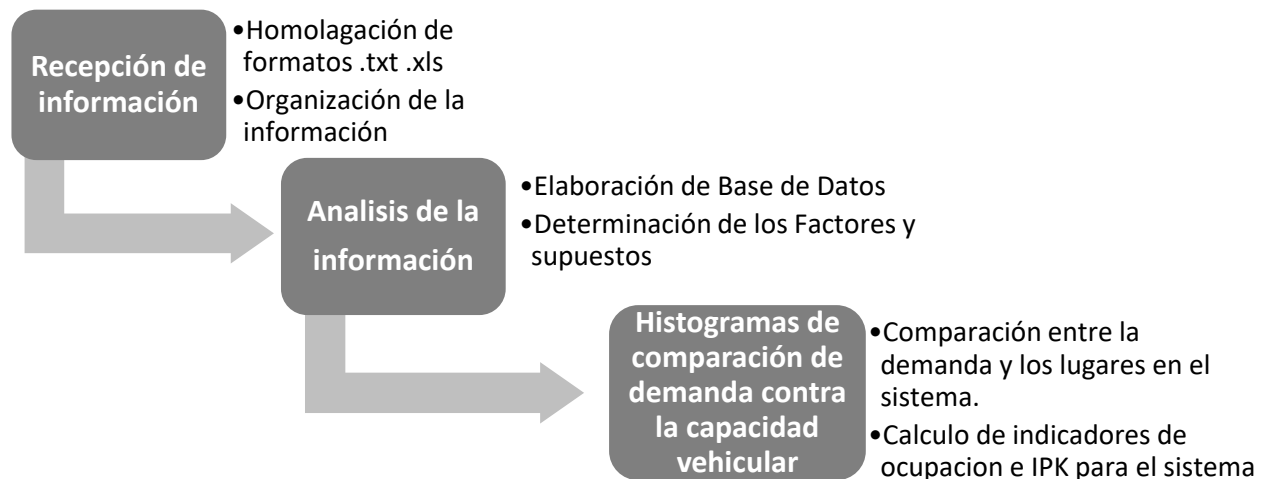 Recepción de
información
•Homolagación de
formatos .txt .xls
•Organización de la
información
Analisis de la
información
•Elaboración de Base de Datos
•Determinación de los Factores y
supuestos
Histogramas de
comparación de
demanda contra
la capacidad
vehicular
•Comparación entre la
demanda y los lugares en el
sistema.
•Calculo de indicadores de
ocupacion e IPK para el sistema